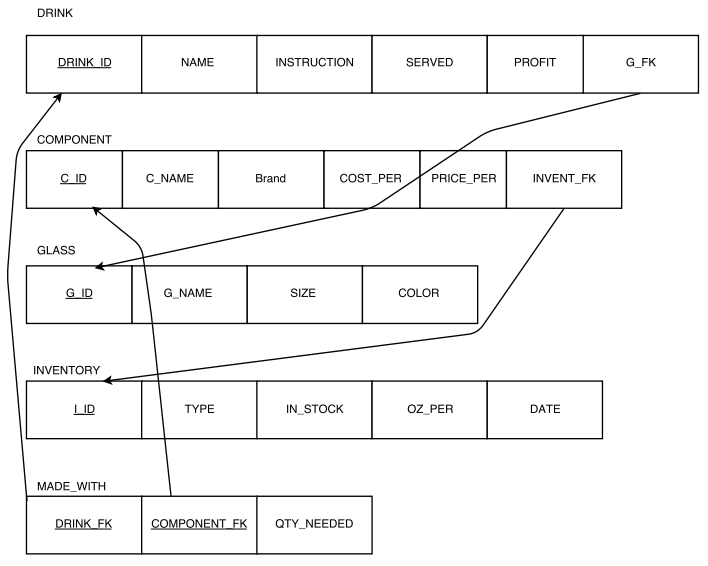 DRINK
DRINK_ID NAME INSTRUCTION SERVED PROFIT G_FK
COMPONENT
C_ID C_NAME Brand COST_PER PRICE_PER INVENT_FK
GLASS
G_ID G_NAME SIZE COLOR
INVENTORY
I_ID TYPE IN_STOCK OZ_PER DATE
MADE_WITH
DRINK_FK COMPONENT_FK QTY_NEEDED